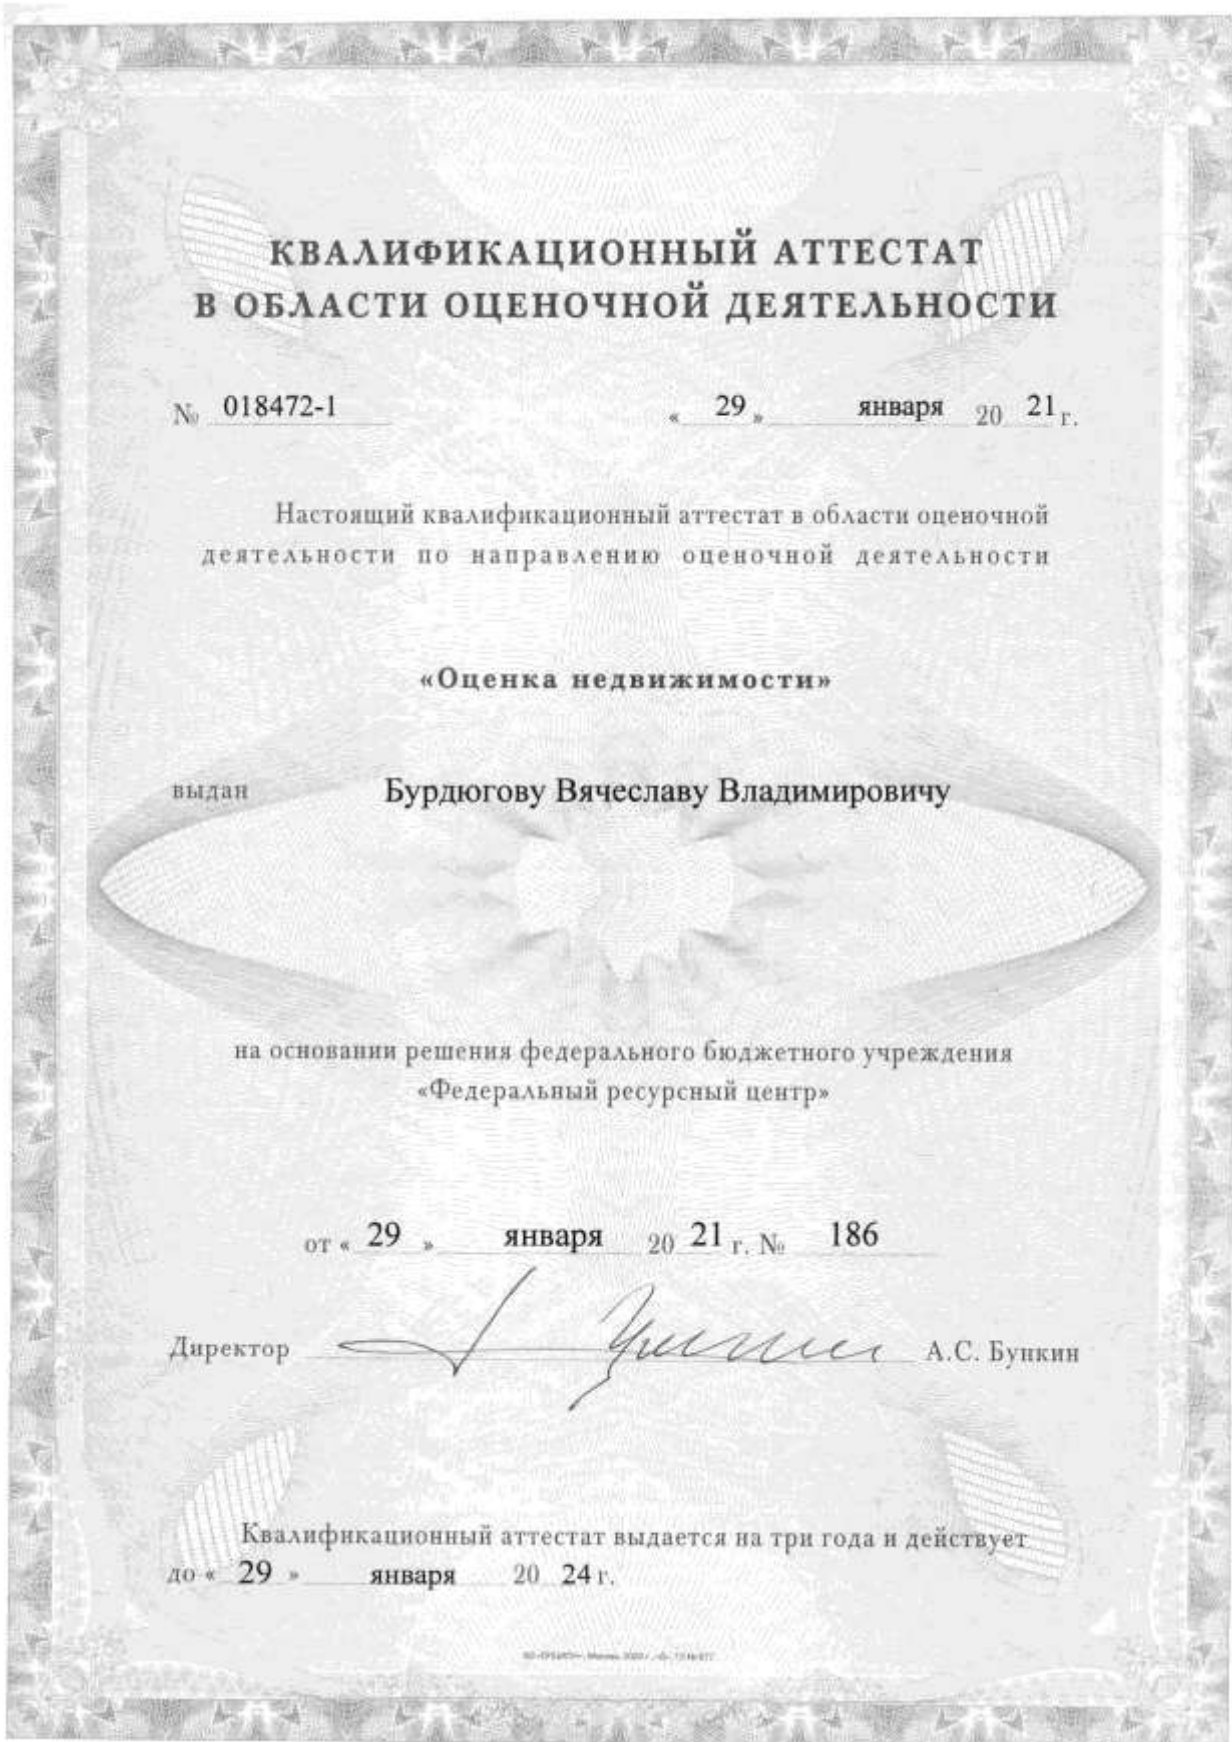 КВАЛИФИКАЦИОННЫЙ АТТЕСТАТ
В ОБЛАСТИ ОЦЕНОЧНОЙ ДЕЯТЕЛЬНОСТИ
№ 018472-1 « 29 » января 20 21 г.
Настоящий квалификационный аттестат в области оценочной
деятельности по направлению оценочной деятельности
«Оценка недвижимости»
выдан Бурдюгову Вячеславу Владимировичу
на основании решения федерального бюджетного учреждения
«Федеральный ресурсный центр»
от « 29 » января 20 21 г. № 186
Директор А.С. Бункин
Квалификационный аттестат выдается на три года и действует
до « 29 » января 20 24 г.